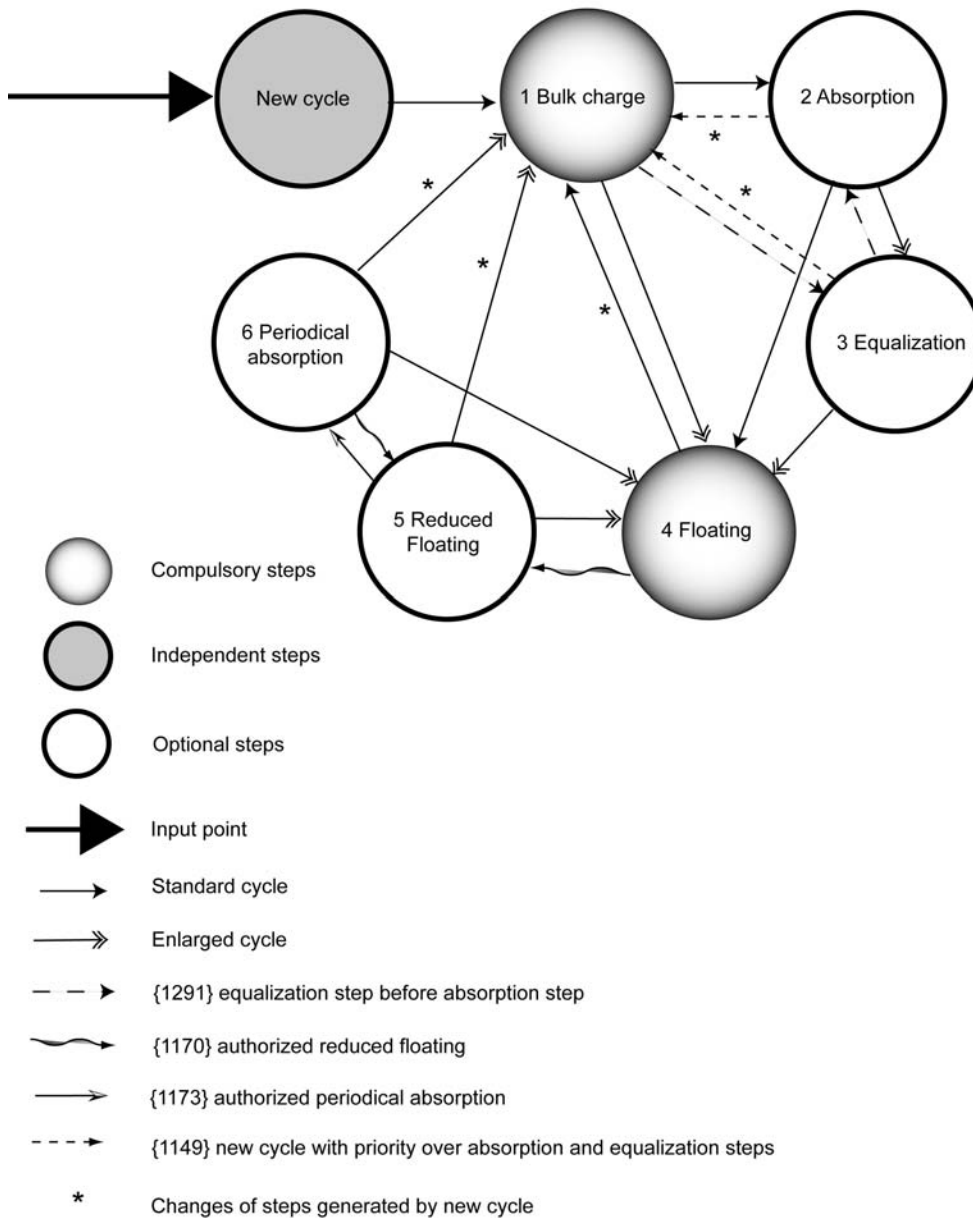 New cycle
1 Bulk charge
2 Absorption
*
*
*
*
*
6 Periodical
absorption
3 Equalization
5 Reduced
Floating
4 Floating
Compulsory steps
Independent steps
Optional steps
Input point
Standard cycle
Enlarged cycle
{1291} equalization step before absorption step
{1170} authorized reduced floating
{1173} authorized periodical absorption
{1149} new cycle with priority over absorption and equalization steps
* Changes of steps generated by new cycle